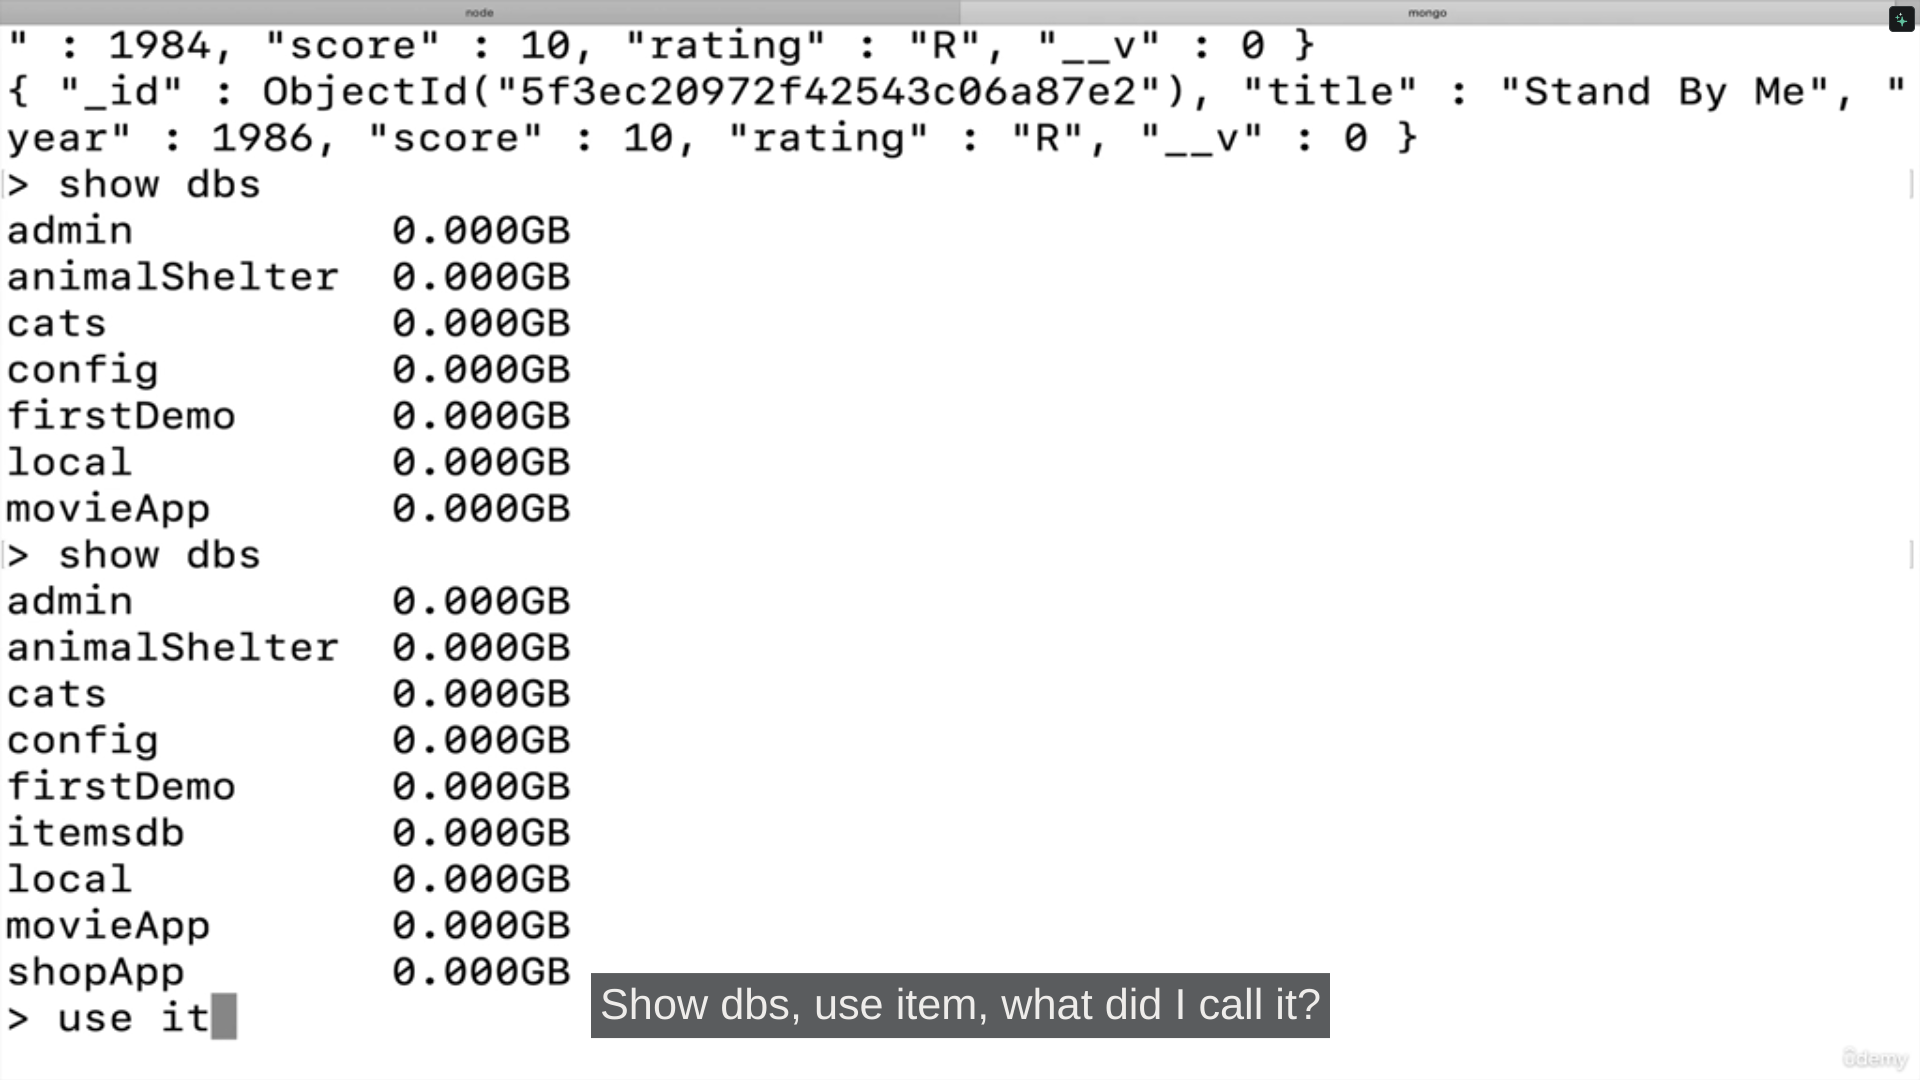 node mongo
" : 1984, "score" : 10, "rating" : "R", "__v" : 0 }
{ "_id" : ObjectId("5f3ec20972f42543c06a87e2"), "title" : "Stand By Me", "
year" : 1986, "score" : 10, "rating" : "R", "__v" : 0 }
> show dbs
admin 0.000GB
animalShelter 0.000GB
cats 0.000GB
config 0.000GB
firstDemo 0.000GB
local 0.000GB
movieApp 0.000GB
> show dbs
admin 0.000GB
animalShelter 0.000GB
cats 0.000GB
config 0.000GB
firstDemo 0.000GB
itemsdb 0.000GB
local 0.000GB
movieApp 0.000GB
shopApp 0.000GB
> use it
Show dbs, use item, what did I call it?
ûdemy